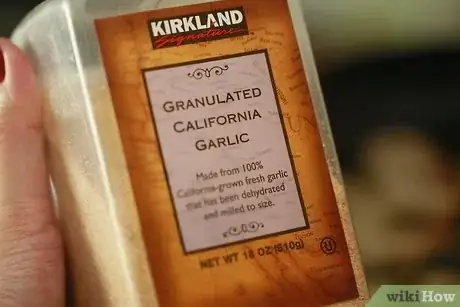 KIRKLAND
Signature
GRANULATED
CALIFORNIA
GARLIC
Made from 100%
California-grown fresh garlic
that has been dehydrated
and milled to size.
NET WT 18 OZ (510g)
U
wikiHow